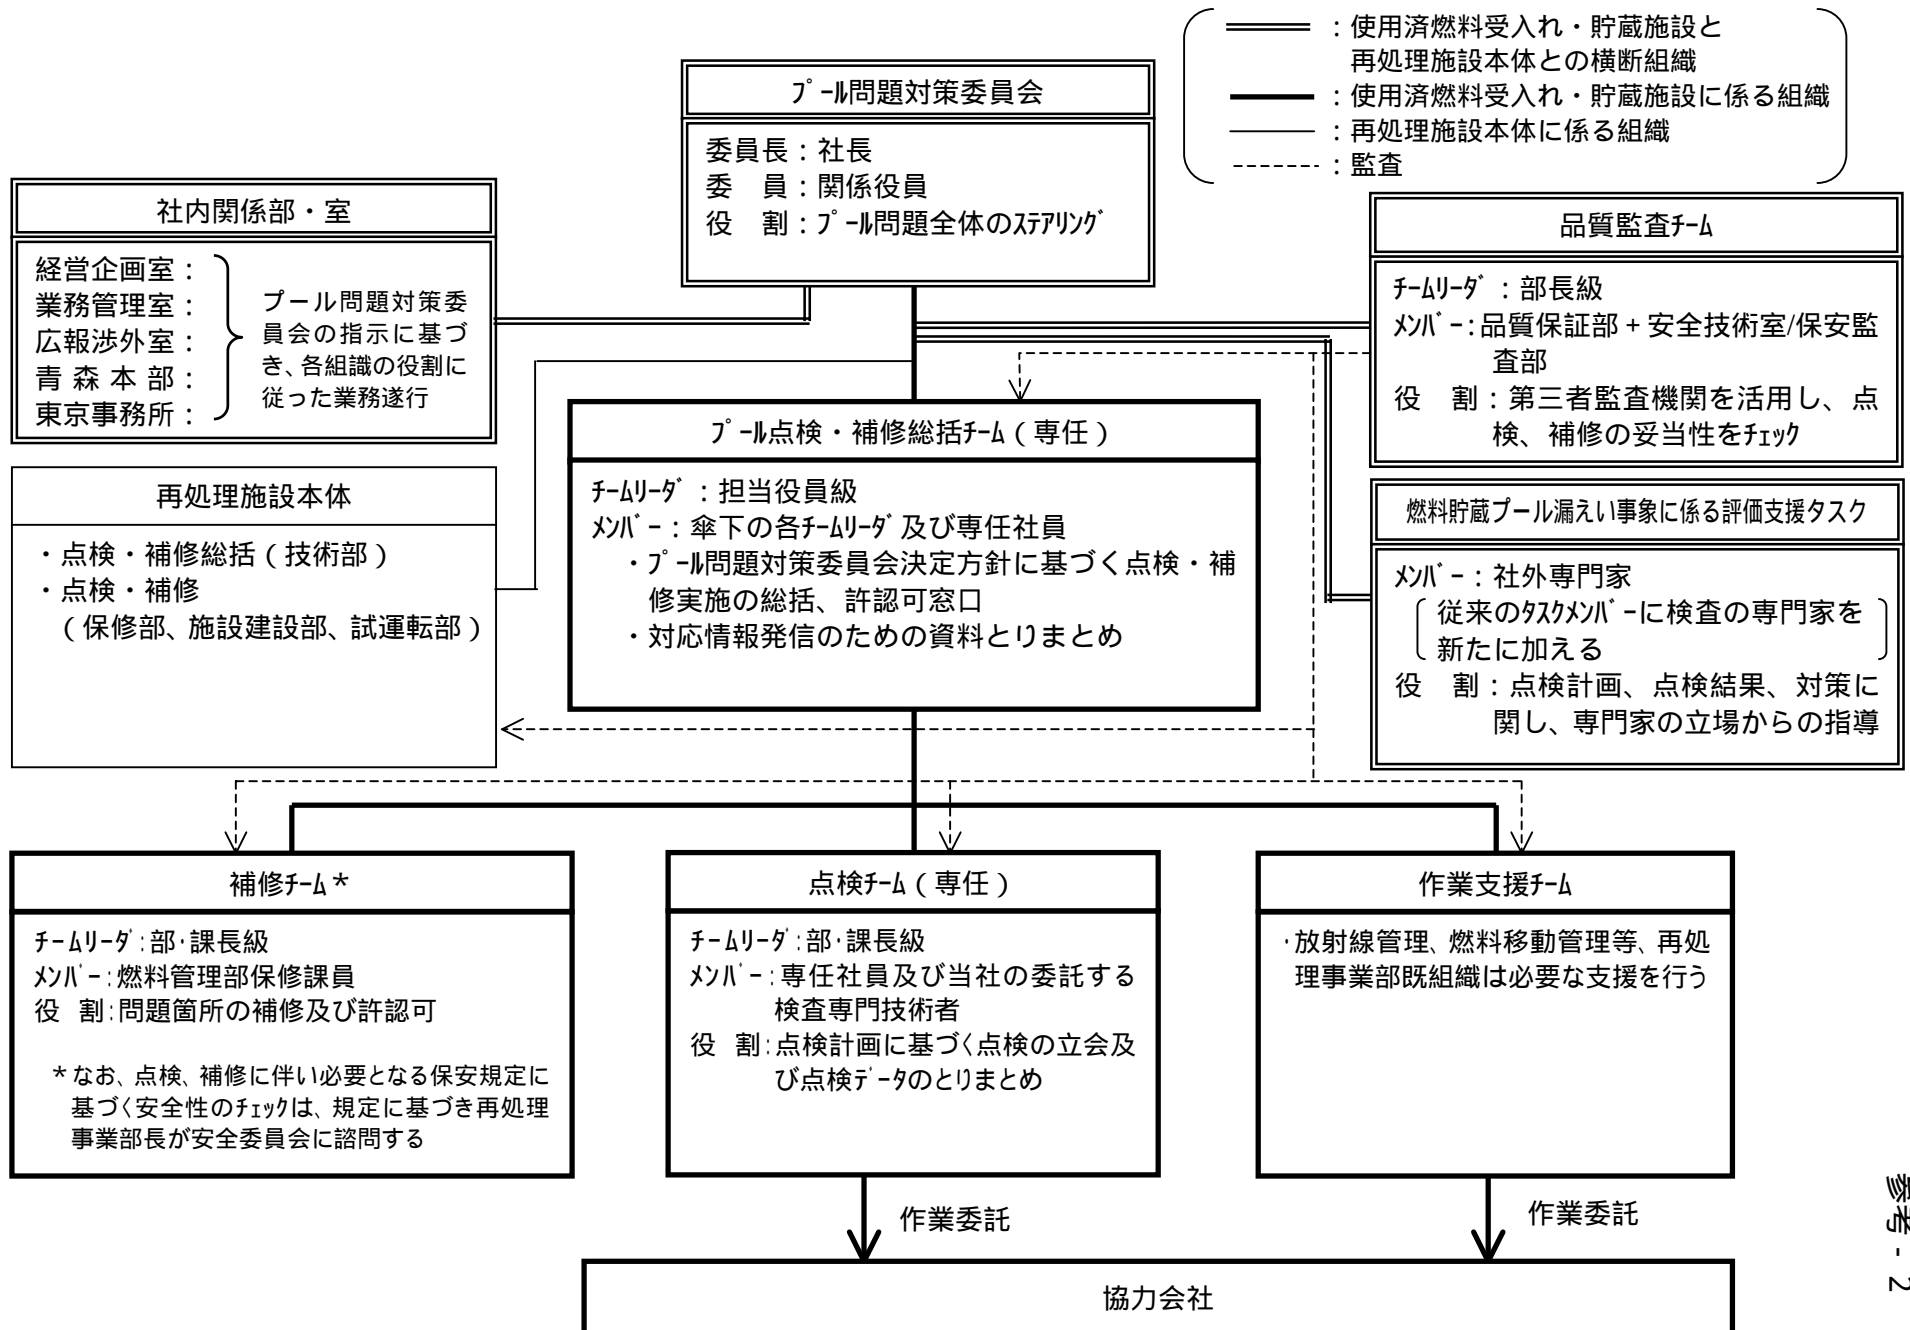 ：使用済燃料受入れ・貯蔵施設と
再処理施設本体との横断組織
：使用済燃料受入れ・貯蔵施設に係る組織
：再処理施設本体に係る組織
：監査
ﾌﾟｰﾙ問題対策委員会
委員長：社長
委　員：関係役員
役　割：ﾌﾟｰﾙ問題全体のｽﾃｱﾘﾝｸﾞ
社内関係部・室
経営企画室：
業務管理室：
広報渉外室：
青森本部：
東京事務所：
プール問題対策委
員会の指示に基づ
き、各組識の役割に
従った業務遂行
品質監査ﾁｰﾑ
ﾁｰﾑﾘｰﾀﾞ：部長級
ﾒﾝﾊﾞｰ：品質保証部＋安全技術室/保安監
査部
役　割：第三者監査機関を活用し、点
検、補修の妥当性をﾁｪｯｸ
再処理施設本体
・点検・補修総括（技術部）
・点検・補修
（保修部、施設建設部、試運転部）
ﾌﾟｰﾙ点検・補修総括ﾁｰﾑ（専任）
ﾁｰﾑﾘｰﾀﾞ：担当役員級
ﾒﾝﾊﾞｰ：傘下の各ﾁｰﾑﾘｰﾀﾞ及び専任社員
・ﾌﾟｰﾙ問題対策委員会決定方針に基づく点検・補
修実施の総括、許認可窓口
・対応情報発信のための資料とりまとめ
燃料貯蔵プール漏えい事象に係る評価支援タスク
ﾒﾝﾊﾞｰ：社外専門家
従来のﾀｽｸﾒﾝﾊﾞｰに検査の専門家を
新たに加える
役　割：点検計画、点検結果、対策に
関し、専門家の立場からの指導
補修ﾁｰﾑ＊
ﾁｰﾑﾘｰﾀﾞ：部・課長級
ﾒﾝﾊﾞｰ：燃料管理部保修課員
役　割：問題箇所の補修及び許認可
＊なお、点検、補修に伴い必要となる保安規定に
基づく安全性のﾁｪｯｸは、規定に基づき再処理
事業部長が安全委員会に諮問する
点検ﾁｰﾑ（専任）
ﾁｰﾑﾘｰﾀﾞ：部・課長級
ﾒﾝﾊﾞｰ：専任社員及び当社の委託する
検査専門技術者
役　割：点検計画に基づく点検の立会及
び点検ﾃﾞｰﾀのとりまとめ
作業支援ﾁｰﾑ
・放射線管理、燃料移動管理等、再処
理事業部既組織は必要な支援を行う
作業委託
作業委託
協力会社
参考－２